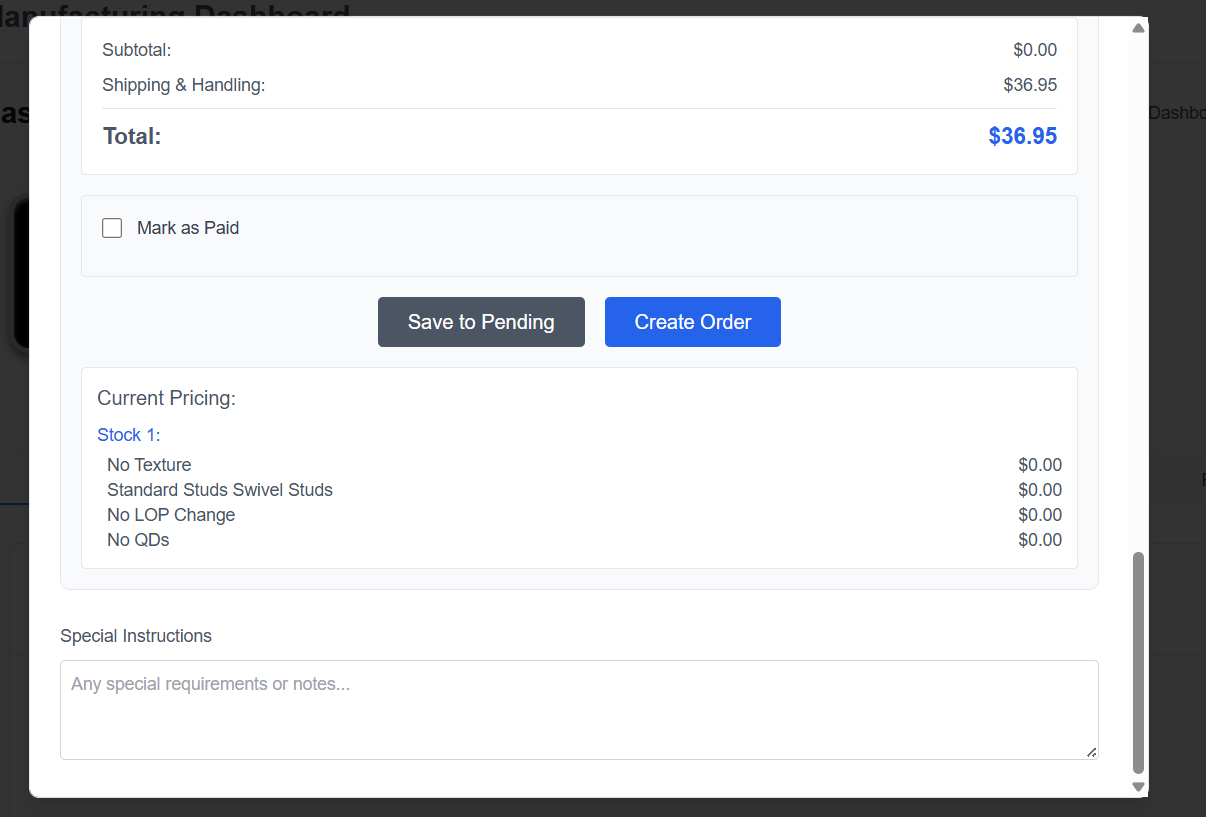 Manufacturing Dashboard
Subtotal: $0.00
Shipping & Handling: $36.95
Total: $36.95
Mark as Paid
Save to Pending Create Order
Current Pricing:
Stock 1:
No Texture $0.00
Standard Studs Swivel Studs $0.00
No LOP Change $0.00
No QDs $0.00
Special Instructions
Any special requirements or notes...